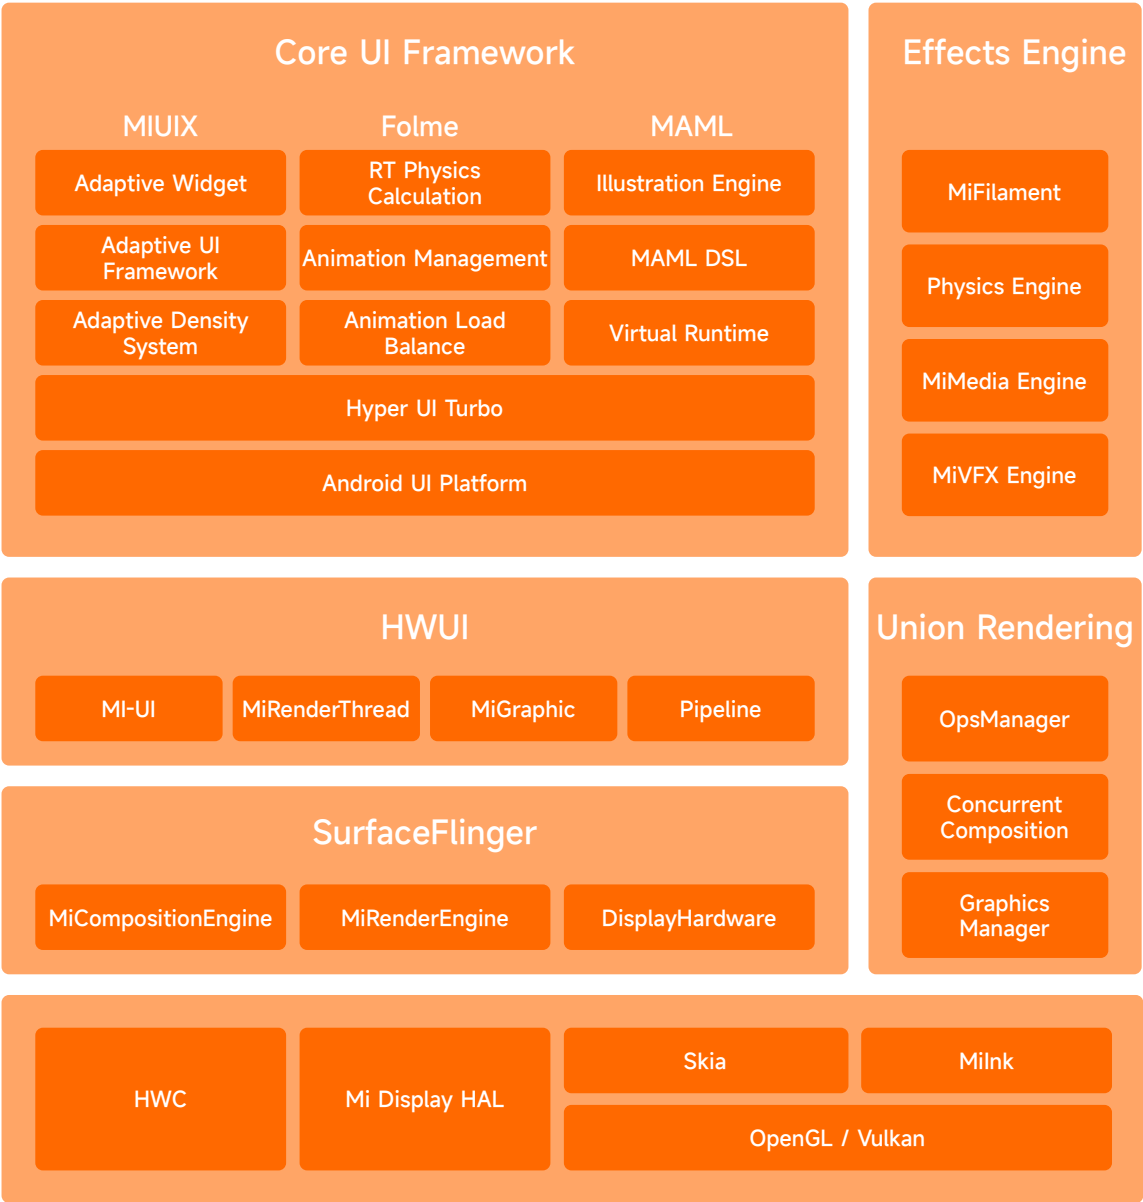 Core UI Framework
MIUIX
Folme
MAML
Adaptive Widget
RT Physics
Calculation
Illustration Engine
Adaptive UI
Framework
Animation Management
MAML DSL
Adaptive Density
System
Animation Load
Balance
Virtual Runtime
Hyper UI Turbo
Android UI Platform
Effects Engine
MiFilament
Physics Engine
MiMedia Engine
MiVFX Engine
HWUI
MI-UI
MiRenderThread
MiGraphic
Pipeline
SurfaceFlinger
MiCompositionEngine
MiRenderEngine
DisplayHardware
Union Rendering
OpsManager
Concurrent
Composition
Graphics
Manager
HWC
Mi Display HAL
Skia
MiInk
OpenGL / Vulkan